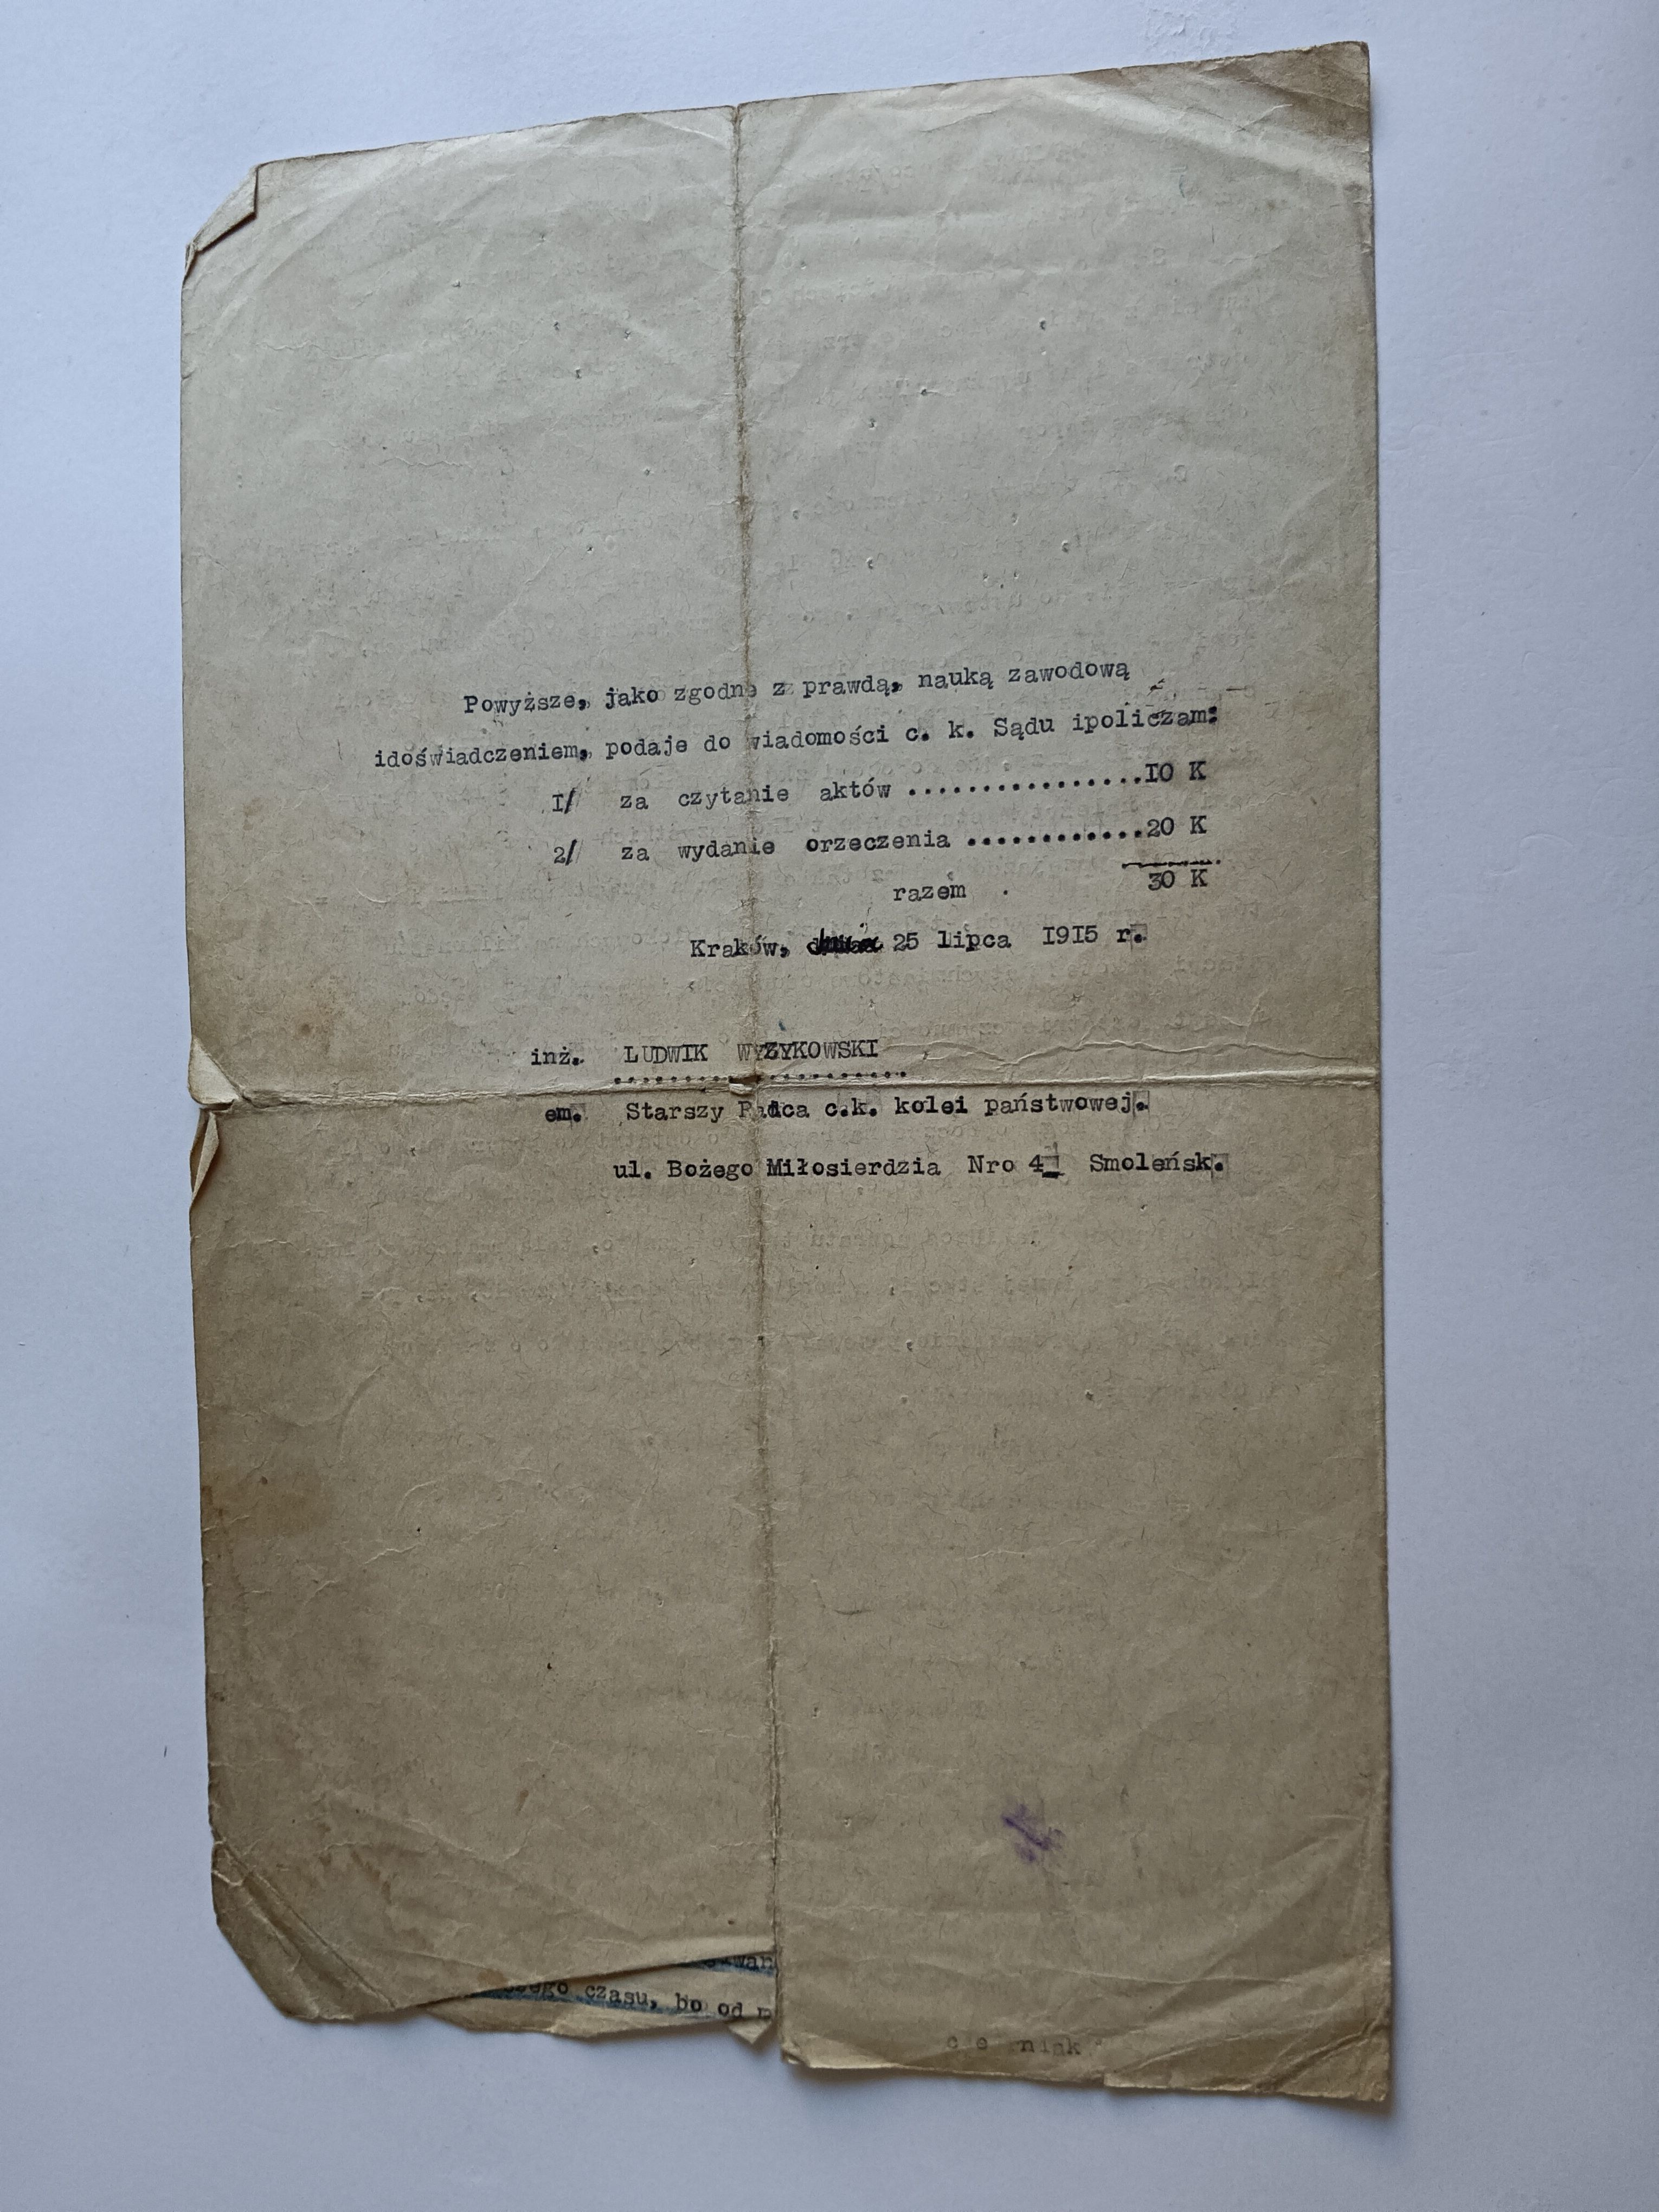 Powyższe, jako zgodne z prawdą, nauką zawodową
idoświadczeniem, podaje do wiadomości c. k. Sądu ipoliczam:
I/ za czytanie aktów ................IO K
2/ za wydanie orzeczenia ............20 K
razem 30 K
Kraków, 25 lipca I9I5 r.
inż. LUDWIK WYZYKOWSKI
em. Starszy Radca c.k. kolei państwowej.
ul. Bożego Miłosierdzia Nro 4 Smoleńsk.
czasu, bo od